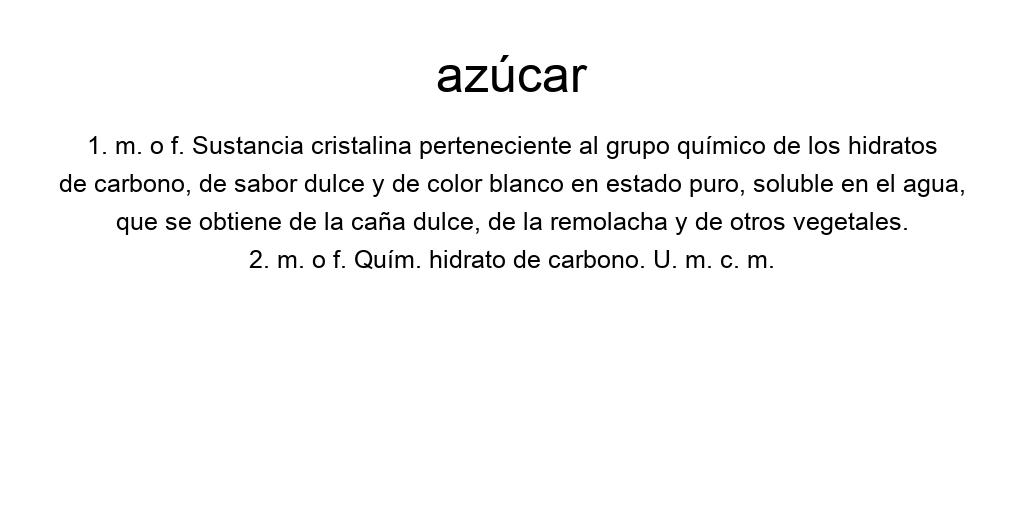 azúcar
1. m. o f. Sustancia cristalina perteneciente al grupo químico de los hidratos
de carbono, de sabor dulce y de color blanco en estado puro, soluble en el agua,
que se obtiene de la caña dulce, de la remolacha y de otros vegetales.
2. m. o f. Quím. hidrato de carbono. U. m. c. m.